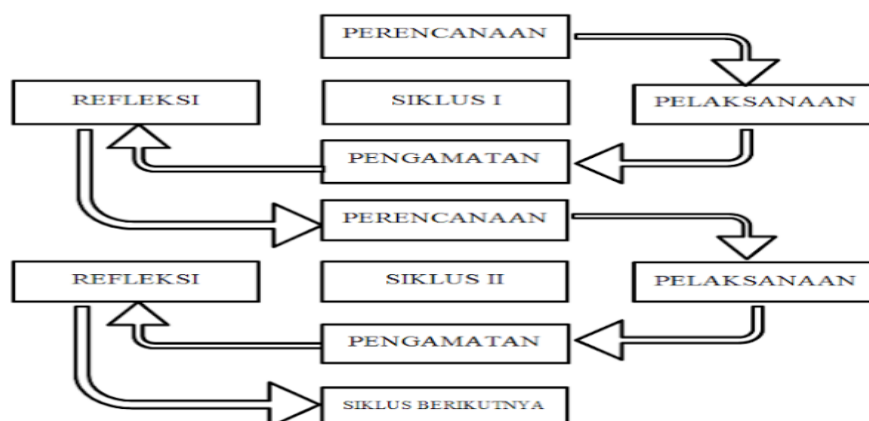 PERENCANAAN
REFLEKSI
SIKLUS I
PELAKSANAAN
PENGAMATAN
PERENCANAAN
REFLEKSI
SIKLUS II
PELAKSANAAN
PENGAMATAN
SIKLUS BERIKUTNYA